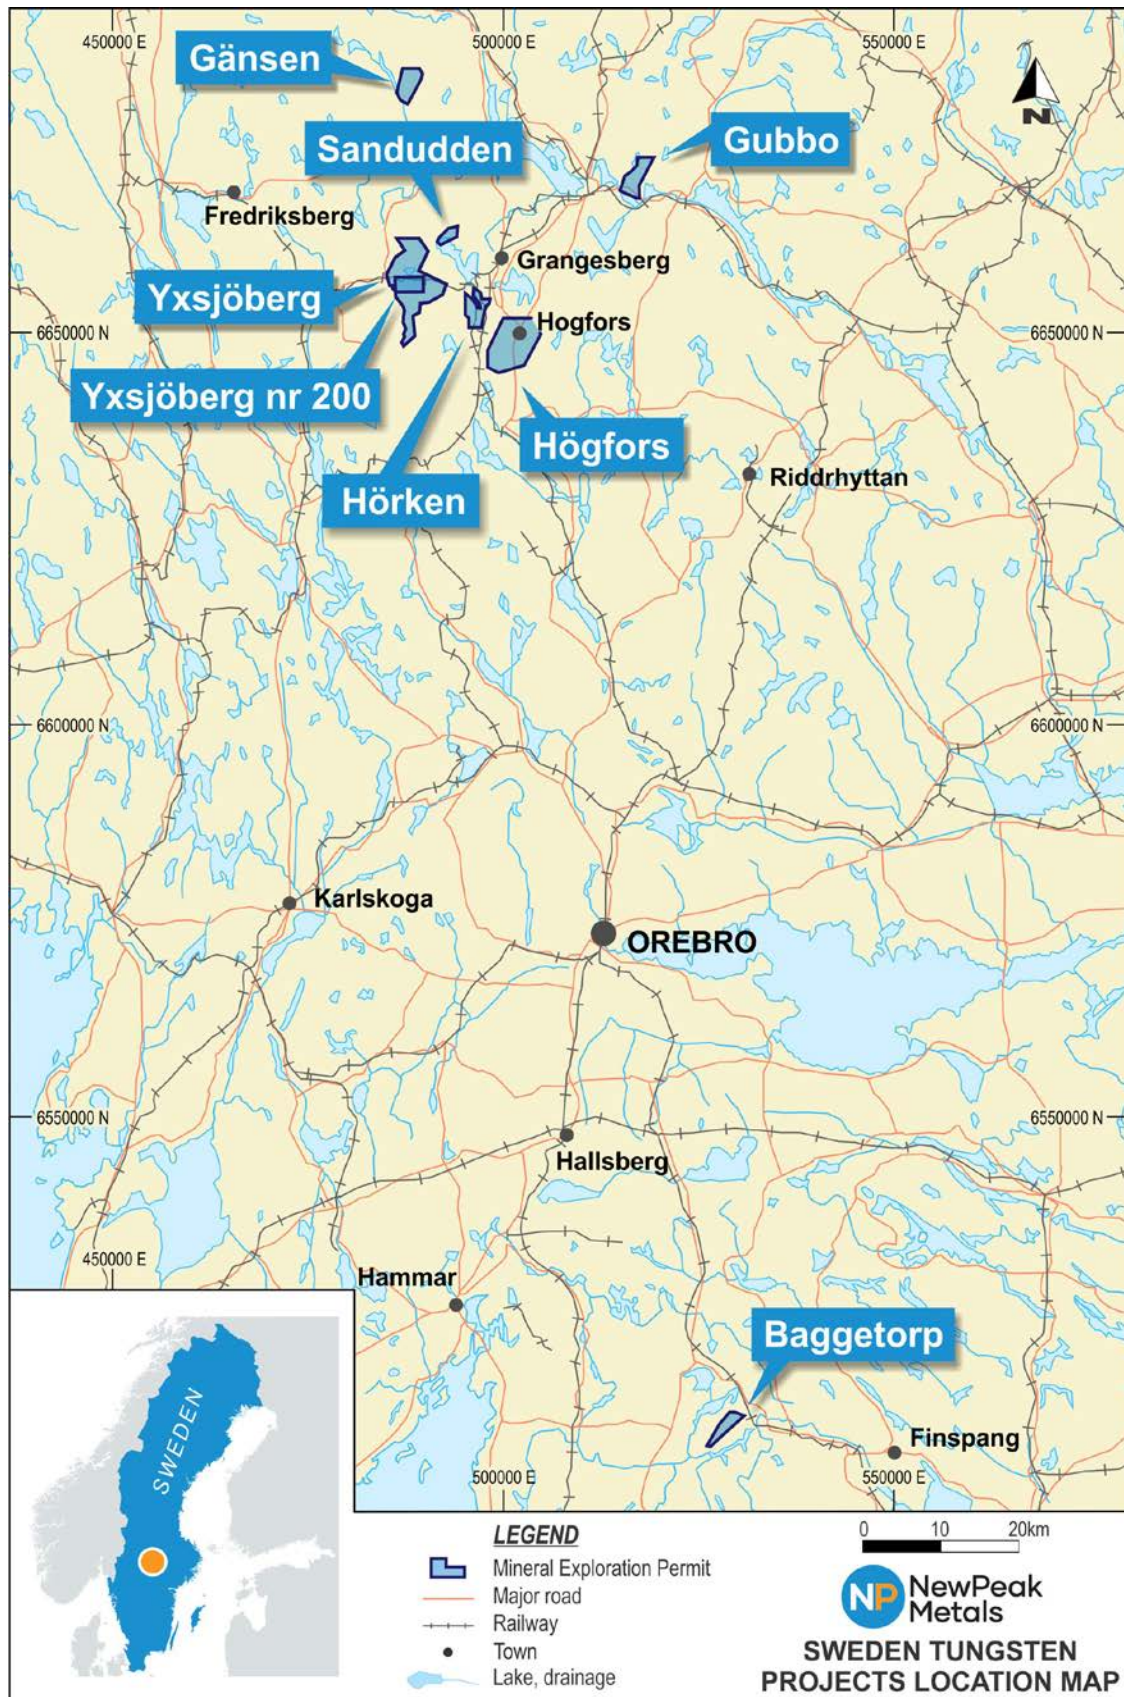 450000 E
500000 E
550000 E
Gänsen
N
Sandudden
Gubbo
Fredriksberg
Grangesberg
Yxsjöberg
Hogfors
6650000 N
6650000 N
Yxsjöberg nr 200
Högfors
Riddrhyttan
Hörken
6600000 N
6600000 N
Karlskoga
OREBRO
6550000 N
6550000 N
Hallsberg
450000 E
Hammar
Baggetorp
SWEDEN
Finspang
500000 E
550000 E
LEGEND
Mineral Exploration Permit
Major road
Railway
Town
Lake, drainage
0 10 20km
NP NewPeak
Metals
SWEDEN TUNGSTEN
PROJECTS LOCATION MAP